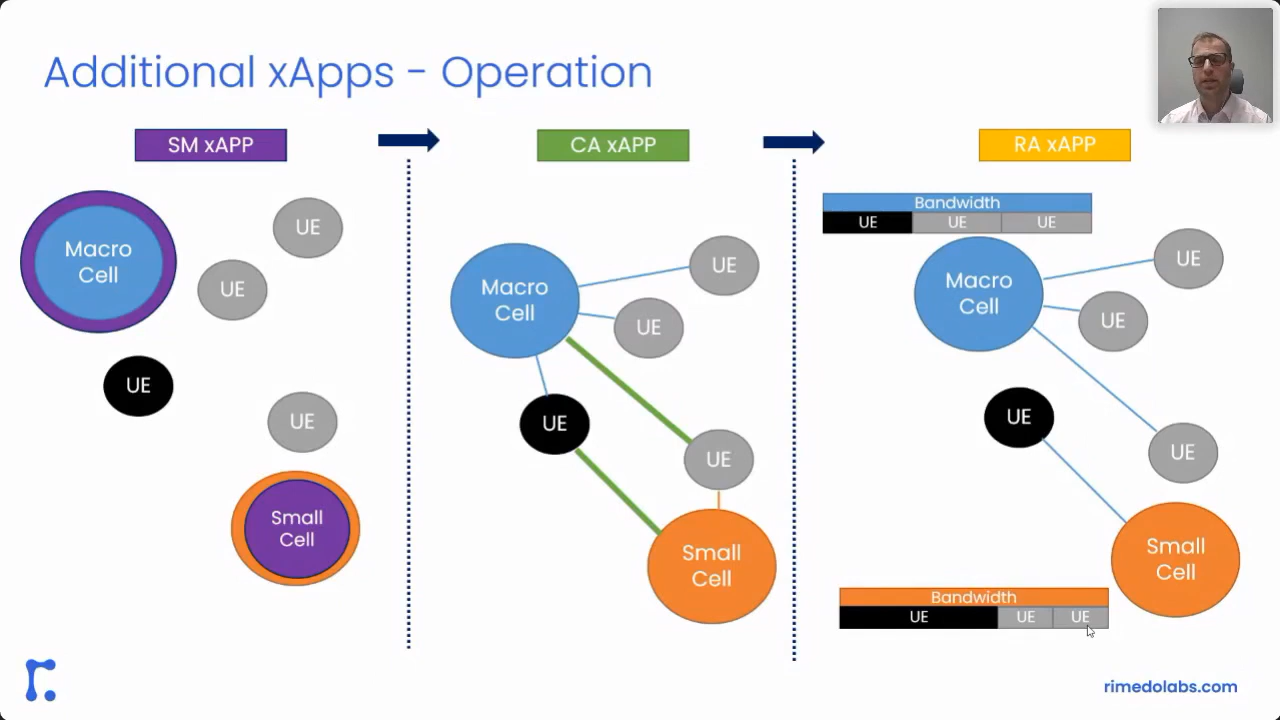 Additional xApps - Operation
SM xAPP
CA xAPP
RA xAPP
Macro
Cell
UE
UE
UE
UE
Small
Cell
Macro
Cell
UE
UE
UE
UE
Small
Cell
Bandwidth
UE UE UE
Macro
Cell
UE
UE
UE
UE
Small
Cell
Bandwidth
UE UE UE
rimedolabs.com